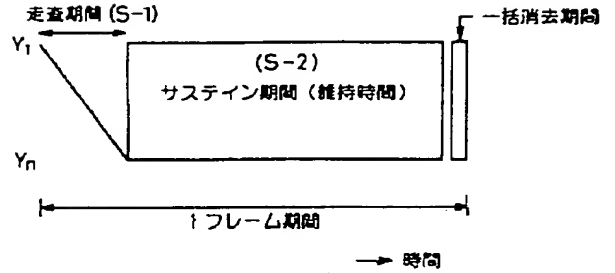 走査期間(S-1)
一括消去期間
Y1
(S-2)
サステイン期間(維持時間)
Yn
1フレーム期間
時間